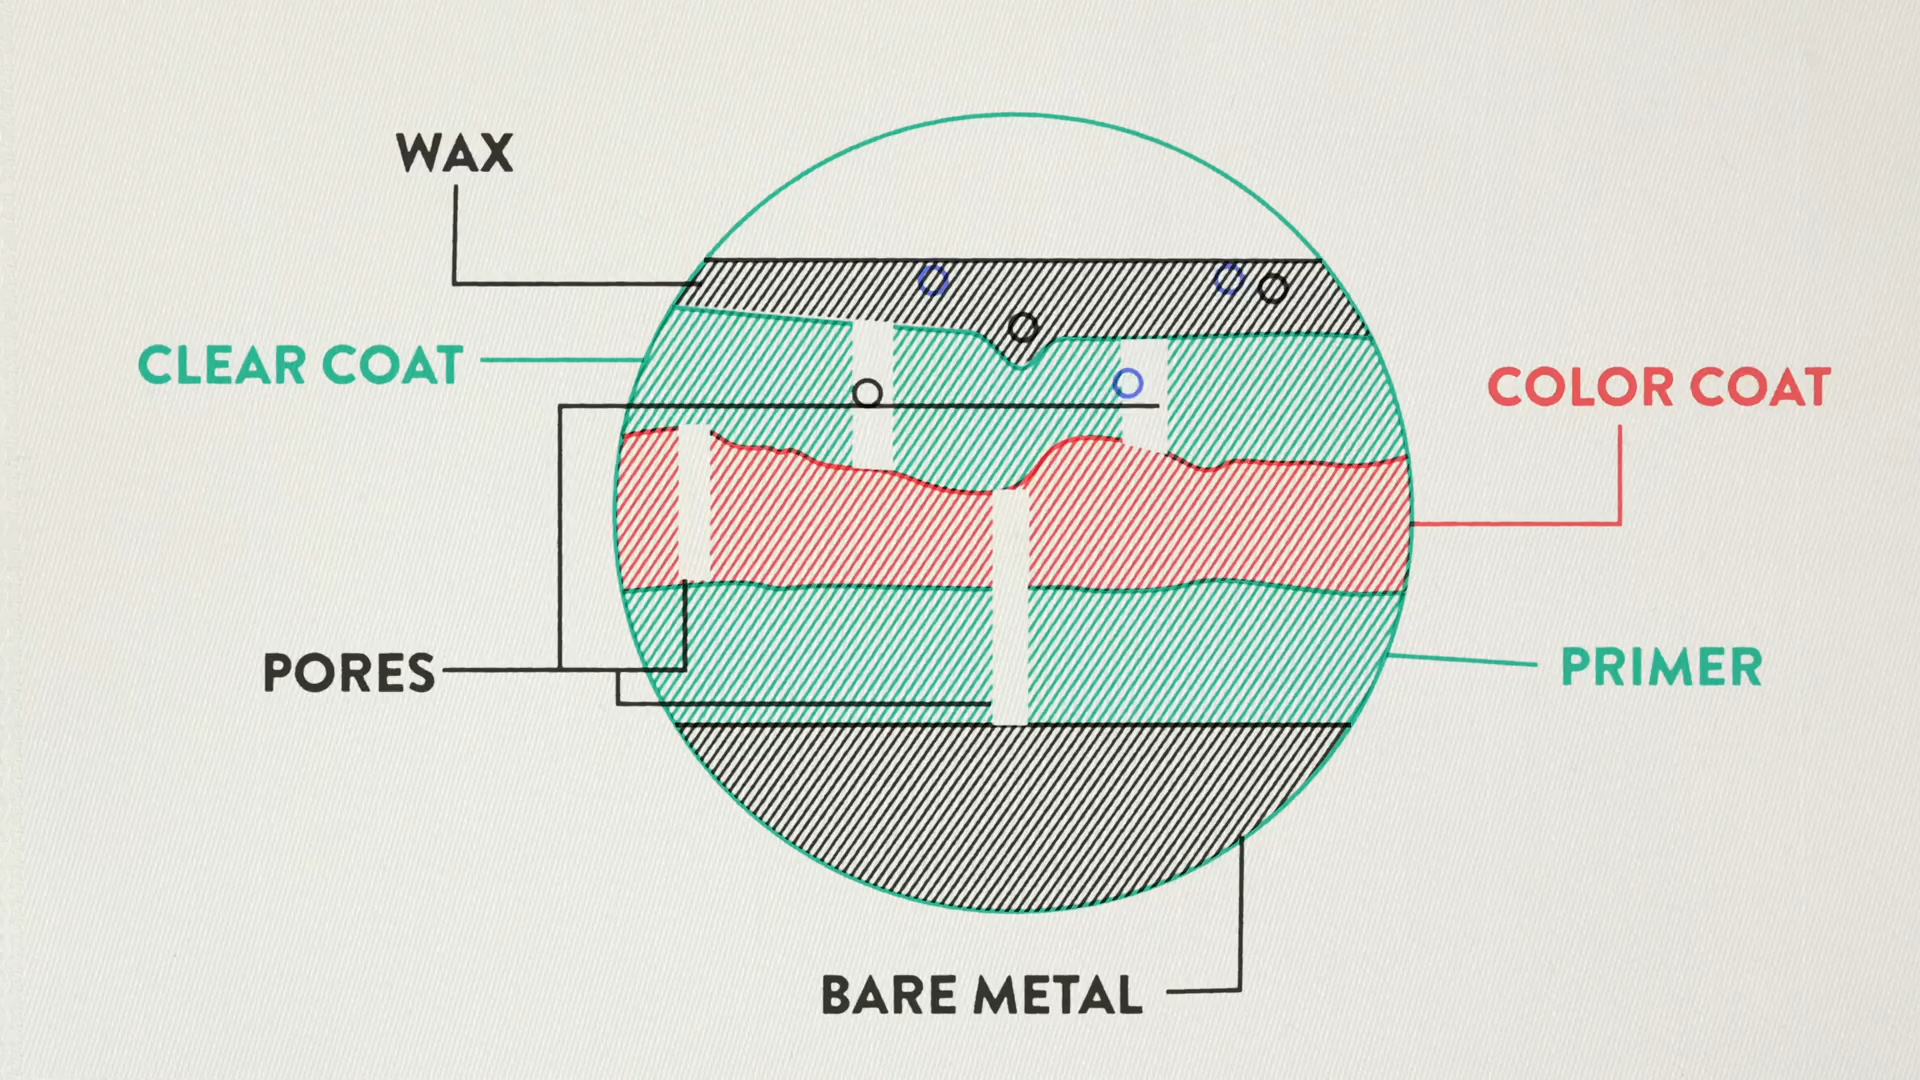 WAX
CLEAR COAT
COLOR COAT
PORES
PRIMER
BARE METAL